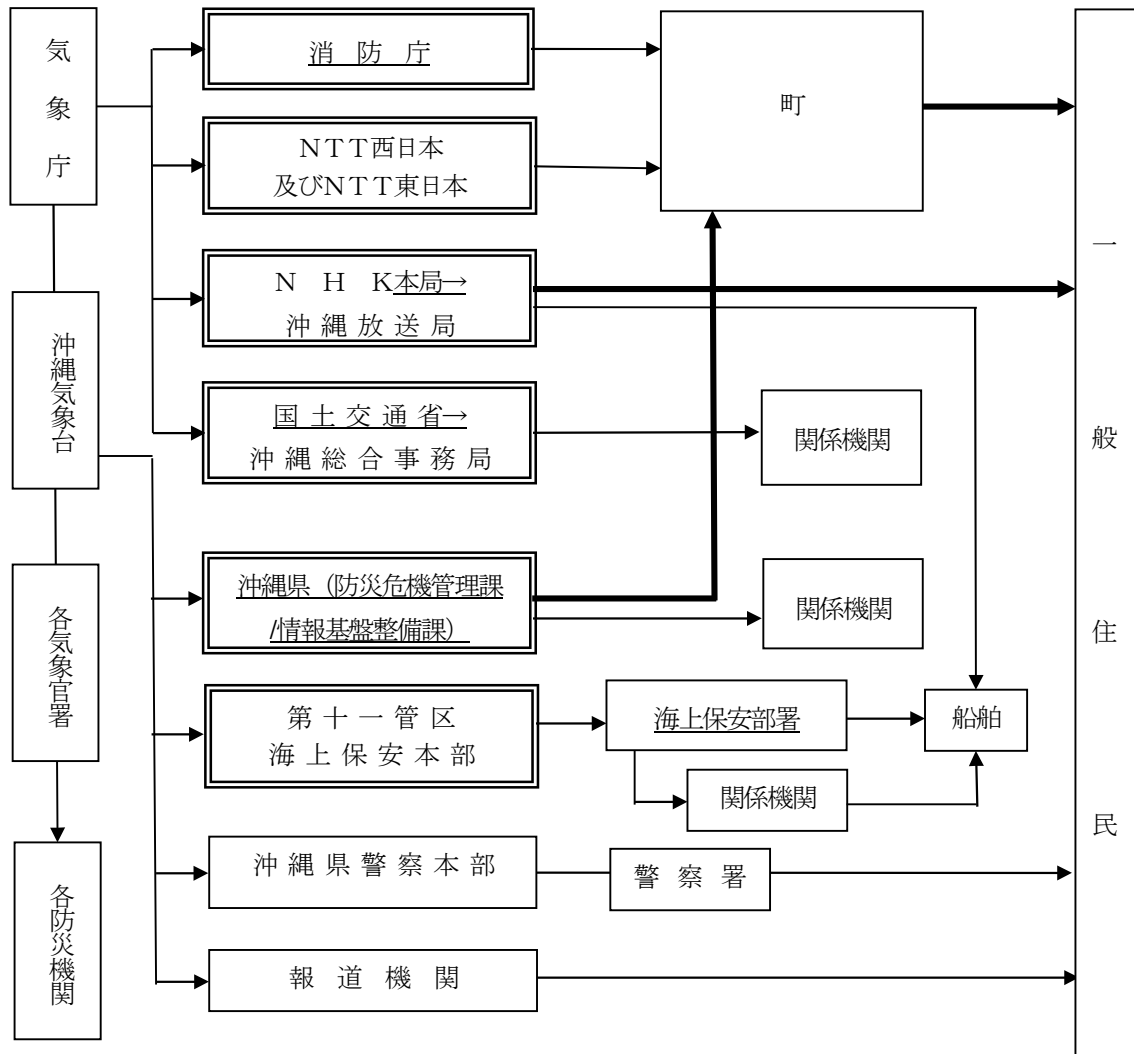 気象庁
沖縄気象台
各気象官署
各防災機関
消防庁
NTT西日本
及びNTT東日本
NHK本局→
沖縄放送局
国土交通省→
沖縄総合事務局
沖縄県（防災危機管理課
/情報基盤整備課）
第十一管区
海上保安本部
沖縄県警察本部
報道機関
町
関係機関
関係機関
海上保安部署
関係機関
船舶
警察署
一般住民